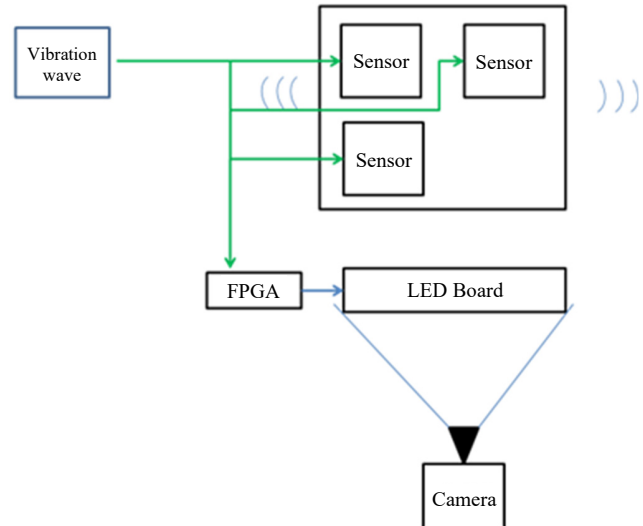 Vibration
wave
Sensor
Sensor
Sensor
FPGA
LED Board
Camera